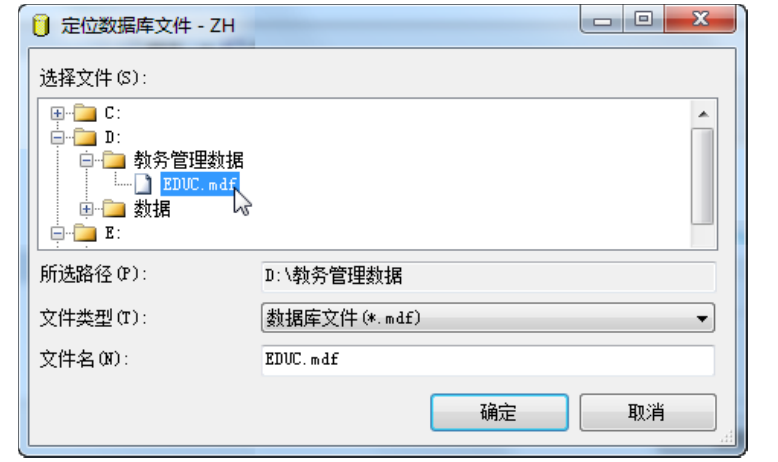 定位数据库文件 - ZH
选择文件(S):
C:
D:
教务管理数据
EDUC.mdf
数据
E:
所选路径(P):
D:\教务管理数据
文件类型(T):
数据库文件(*.mdf)
文件名(N):
EDUC.mdf
确定
取消